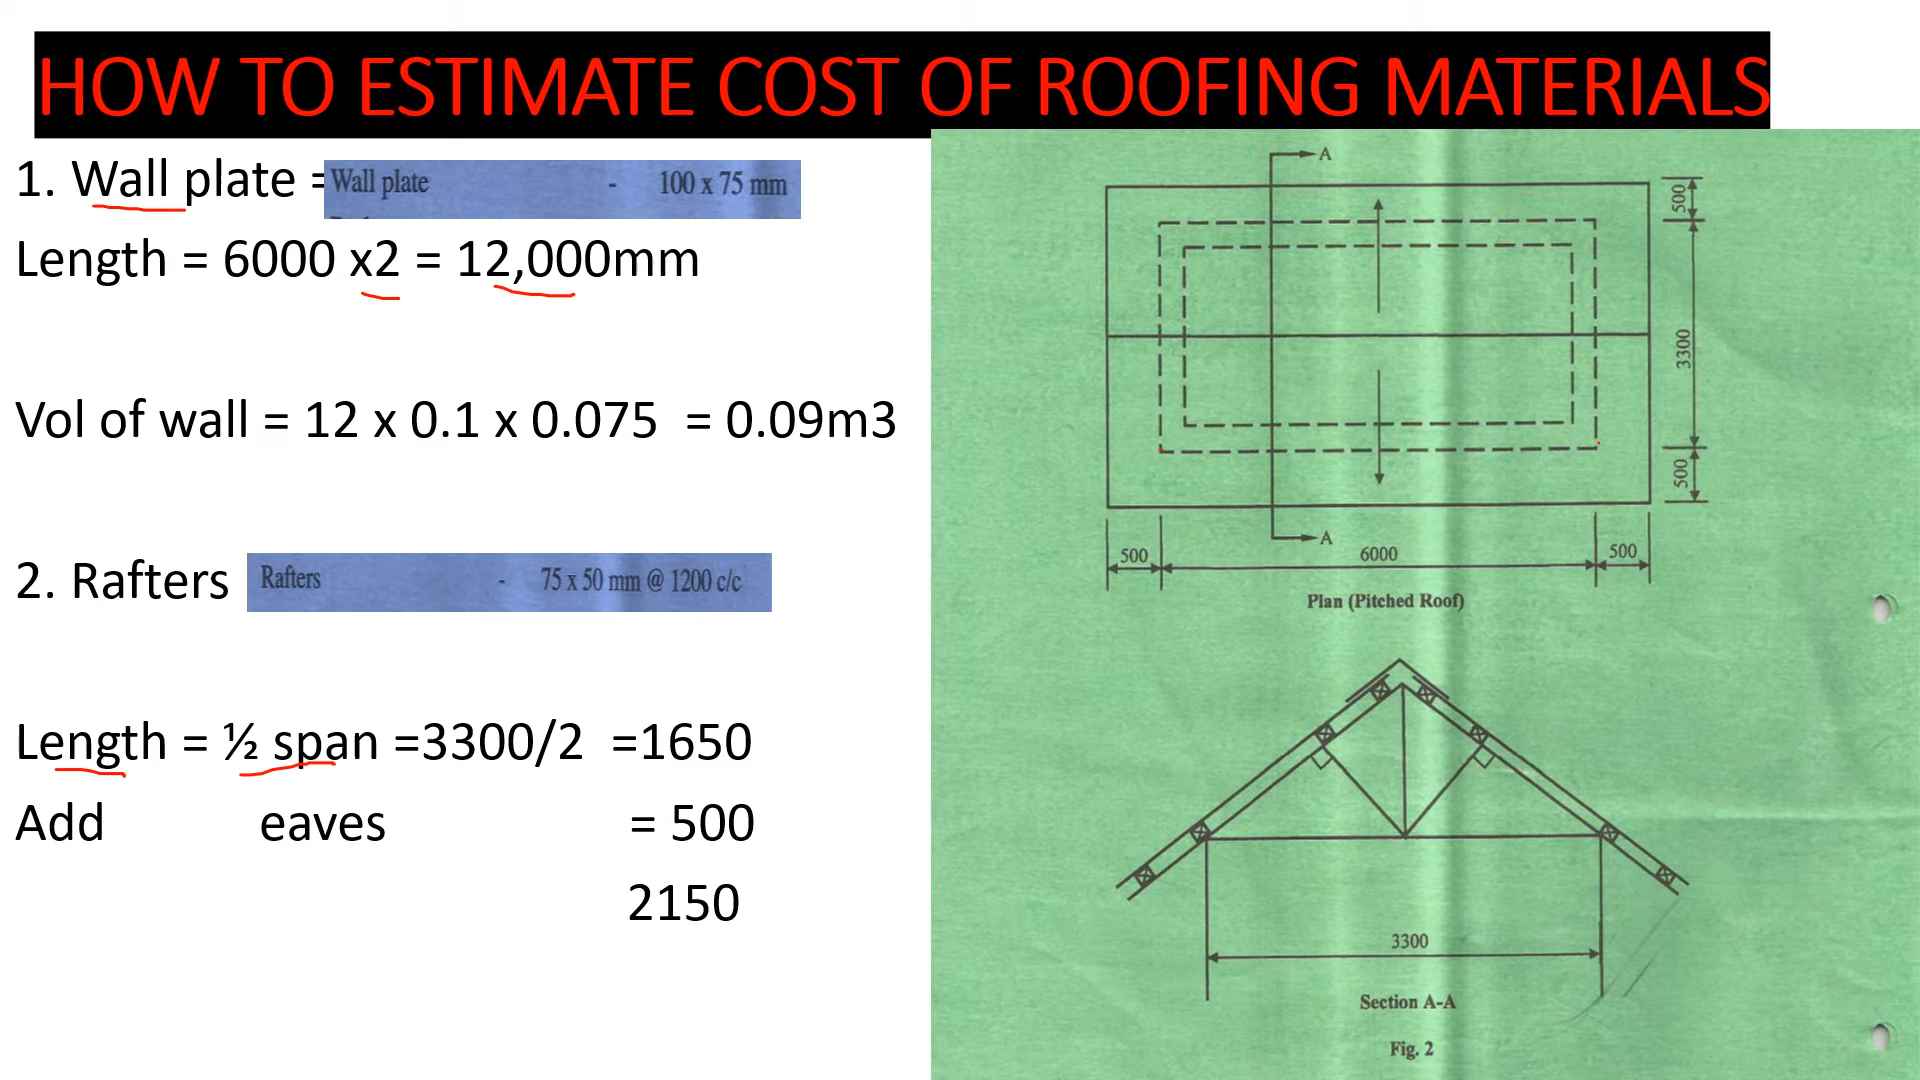 HOW TO ESTIMATE COST OF ROOFING MATERIALS
1. Wall plate = Wall plate - 100 x 75 mm
Length = 6000 x2 = 12,000mm
Vol of wall = 12 x 0.1 x 0.075 = 0.09m3
2. Rafters Rafters - 75 x 50 mm @ 1200 c/c
Length = ½ span =3300/2 =1650
Add eaves = 500
2150
A
500
3300
500
A
500 6000 500
Plan (Pitched Roof)
3300
Section A-A
Fig. 2